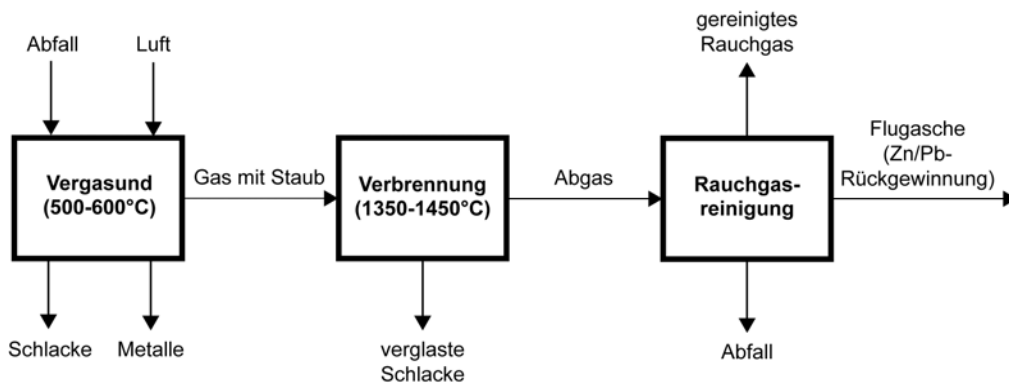 Abfall
Luft
gereinigtes
Rauchgas
Vergasund
(500-600°C)
Gas mit Staub
Verbrennung
(1350-1450°C)
Abgas
Rauchgas-
reinigung
Flugasche
(Zn/Pb-
Rückgewinnung)
Schlacke
Metalle
verglaste
Schlacke
Abfall